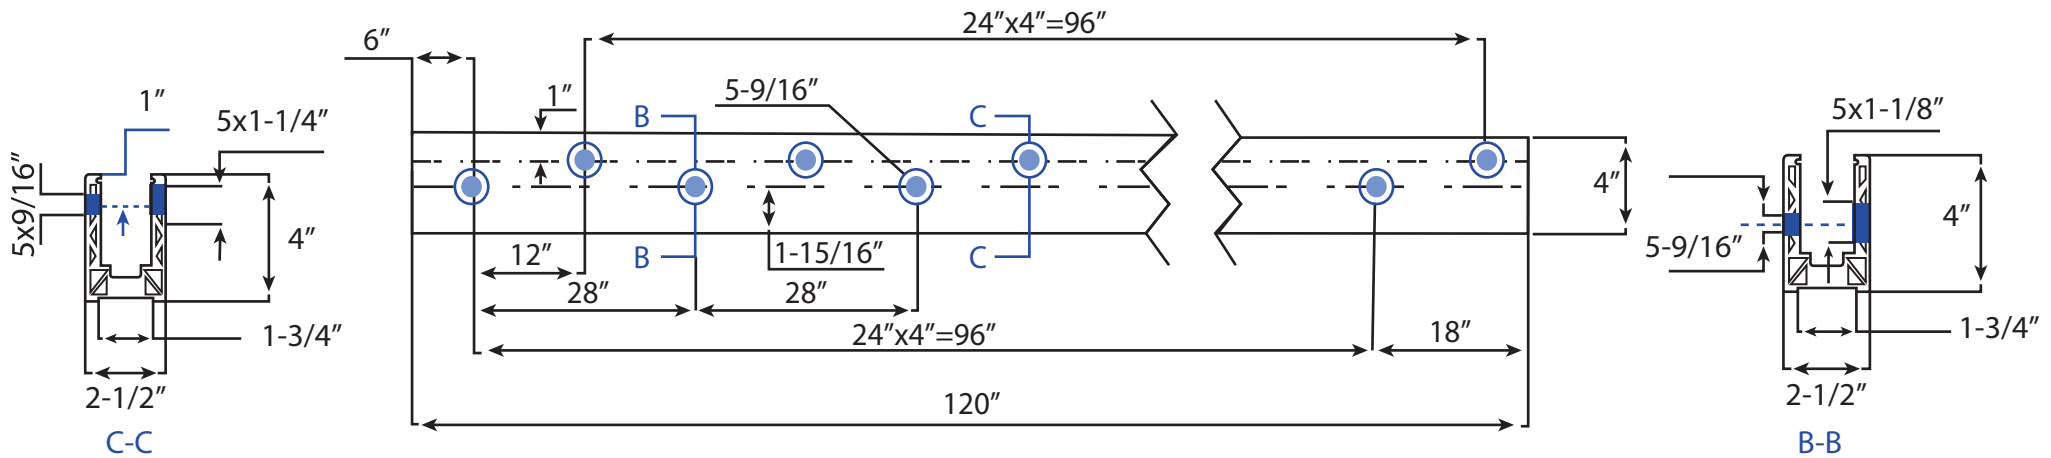 24”x4”=96”
6”
1”
5x1-1/4”
5x9/16”
4”
1-3/4”
2-1/2”
C-C
1”
B
5-9/16”
C
B
C
12”
1-15/16”
28”
28”
24”x4”=96”
18”
120”
4”
5x1-1/8”
5-9/16”
4”
1-3/4”
2-1/2”
B-B